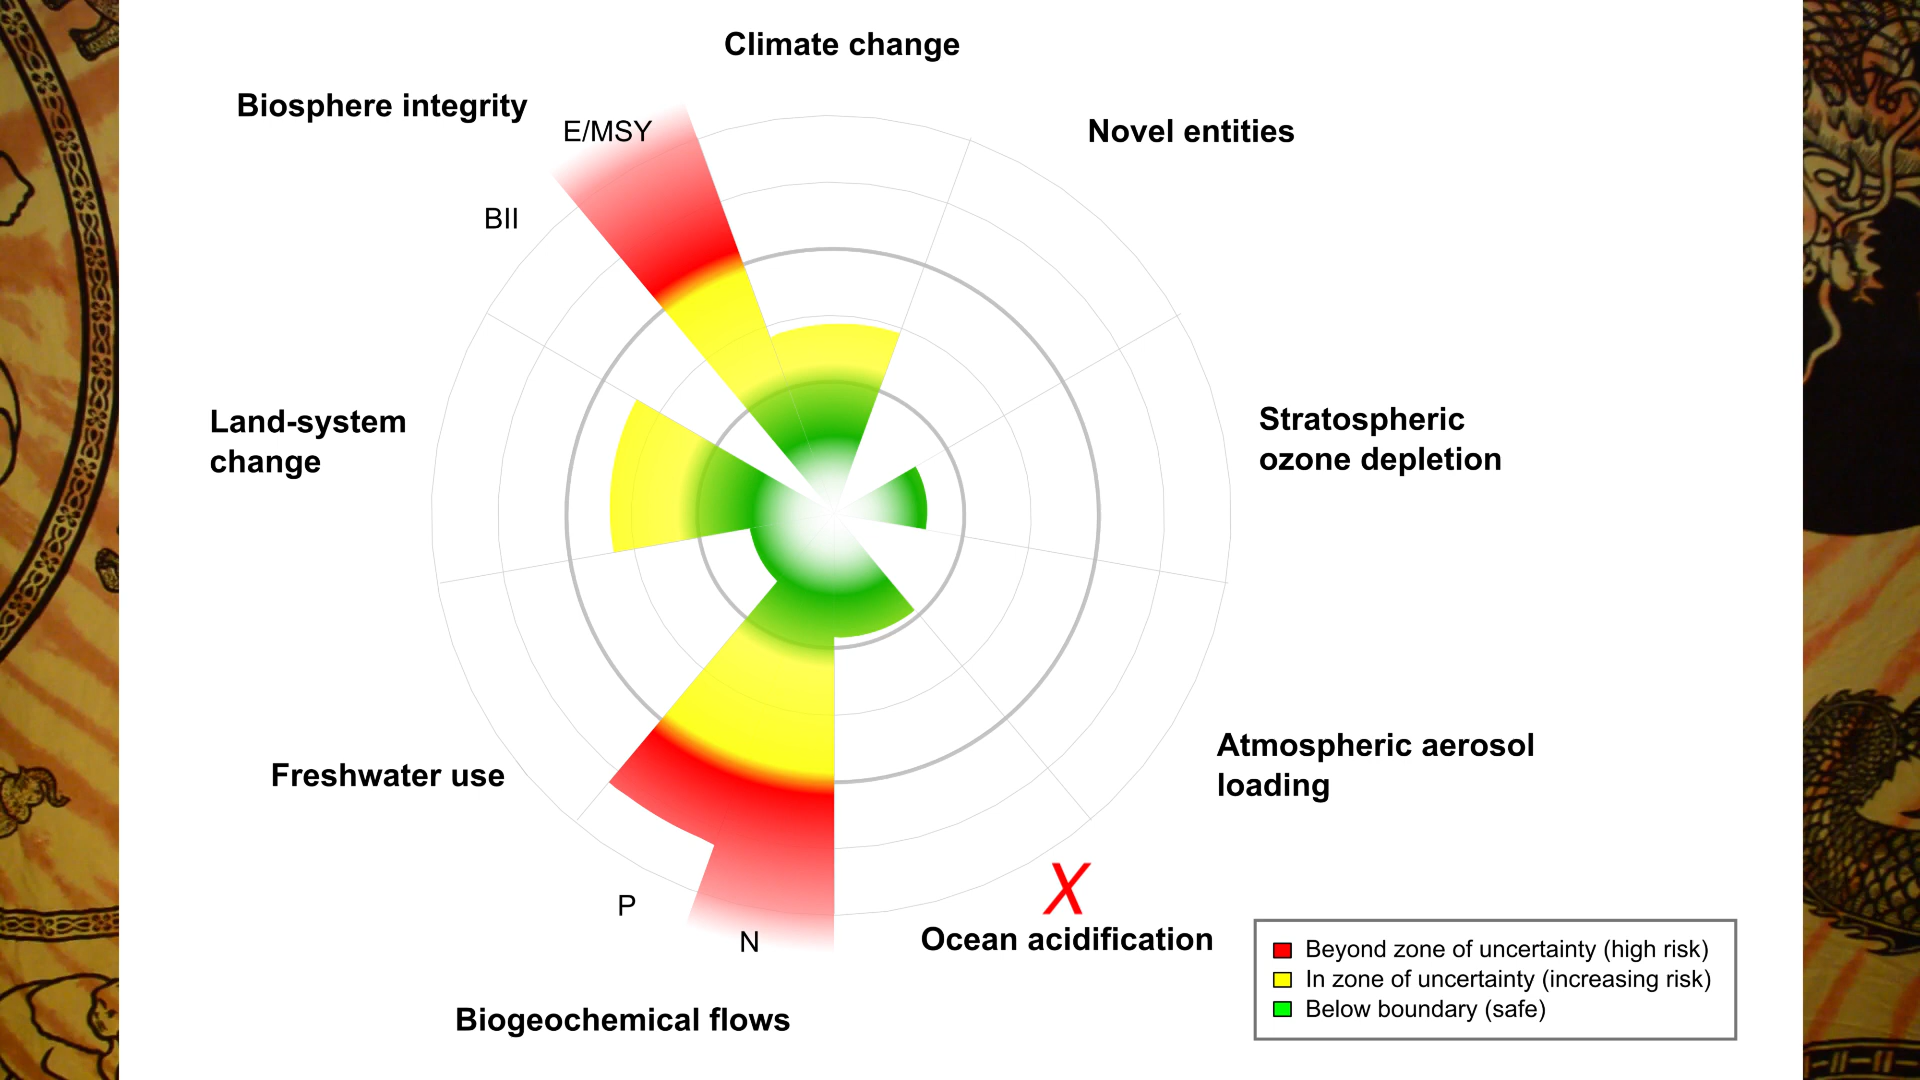 Climate change
Biosphere integrity
E/MSY
Novel entities
BII
Land-system
change
Stratospheric
ozone depletion
Freshwater use
Atmospheric aerosol
loading
P
N
X
Ocean acidification
Biogeochemical flows
Beyond zone of uncertainty (high risk)
In zone of uncertainty (increasing risk)
Below boundary (safe)